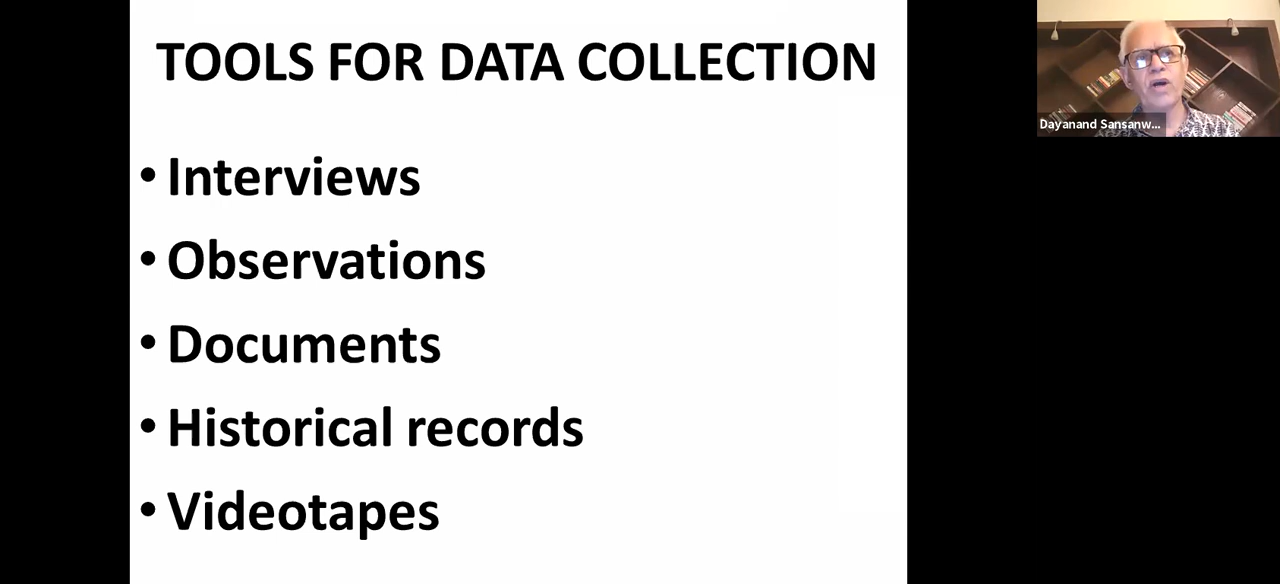 TOOLS FOR DATA COLLECTION
• Interviews
• Observations
• Documents
• Historical records
• Videotapes
Dayanand Sansanw...